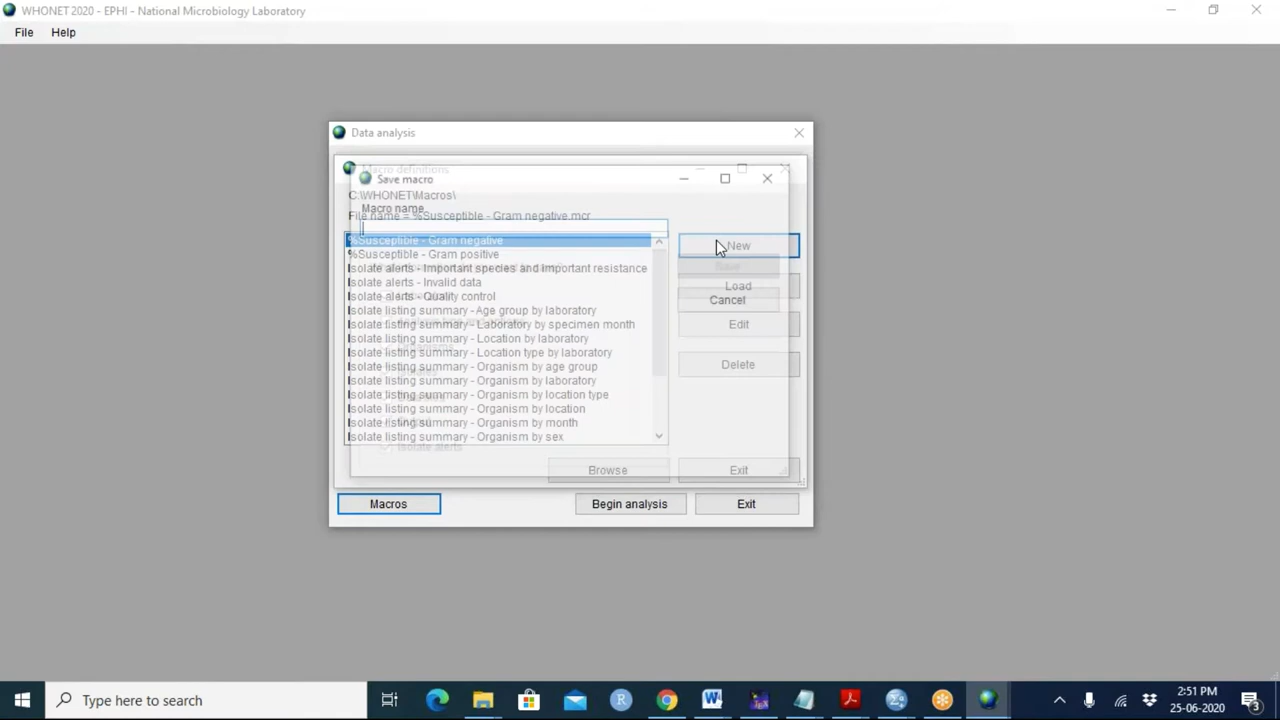 WHONET 2020 - EPHI - National Microbiology Laboratory
File Help
Data analysis
Macro definitions
Save macro
C:\WHONET\Macros\
Macro name
File name = %Susceptible - Gram negative.mcr
%Susceptible - Gram negative
%Susceptible - Gram positive
Isolate alerts - Important species and important resistance
Isolate alerts - Invalid data
Isolate alerts - Quality control
Isolate listing summary - Age group by laboratory
Isolate listing summary - Laboratory by specimen month
Isolate listing summary - Location by laboratory
Isolate listing summary - Location type by laboratory
Isolate listing summary - Organism by age group
Isolate listing summary - Organism by laboratory
Isolate listing summary - Organism by location type
Isolate listing summary - Organism by location
Isolate listing summary - Organism by month
Isolate listing summary - Organism by sex
Isolate alerts
New
Save
Load
Cancel
Edit
Delete
Browse
Exit
Macros
Begin analysis
Exit
Type here to search
2:51 PM
25-06-2020